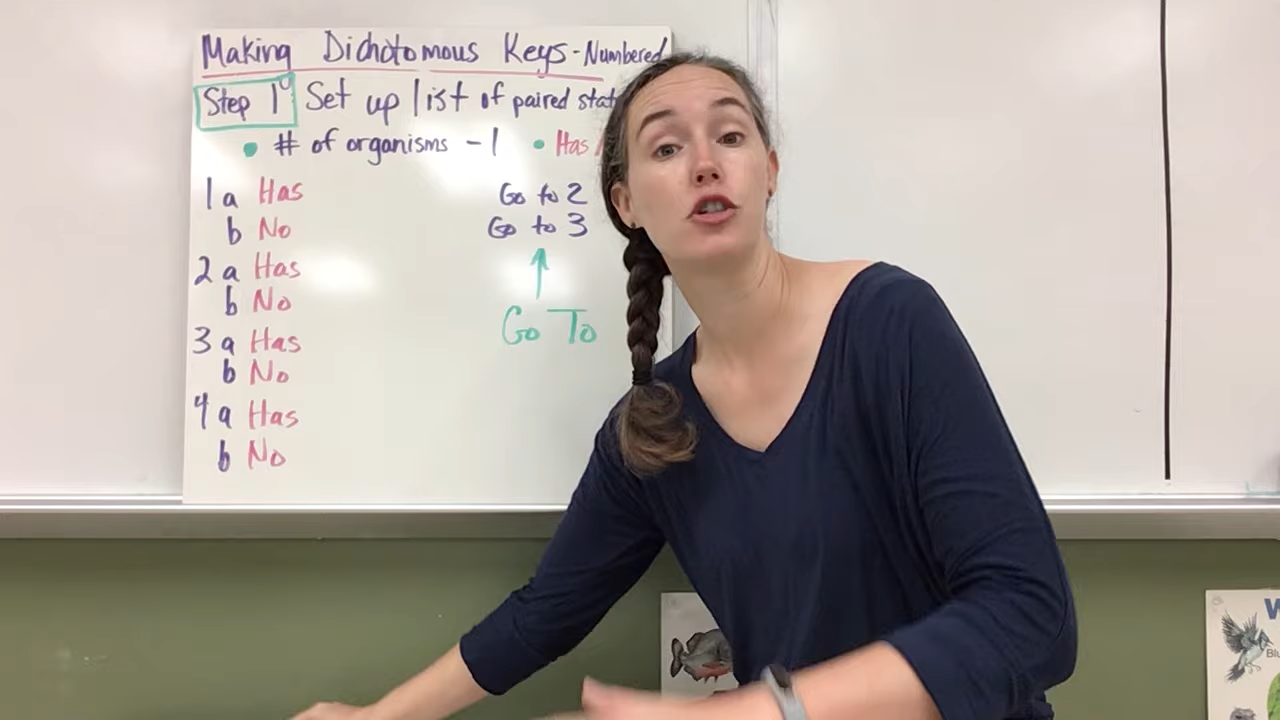 Making Dichotomous Keys - Numbered
Step 1 Set up list of paired
• # of organisms - 1 • Has
1 a Has Go to 2
b No Go to 3
2 a Has
b No
3 a Has
b No
Go To
4 a Has
b No